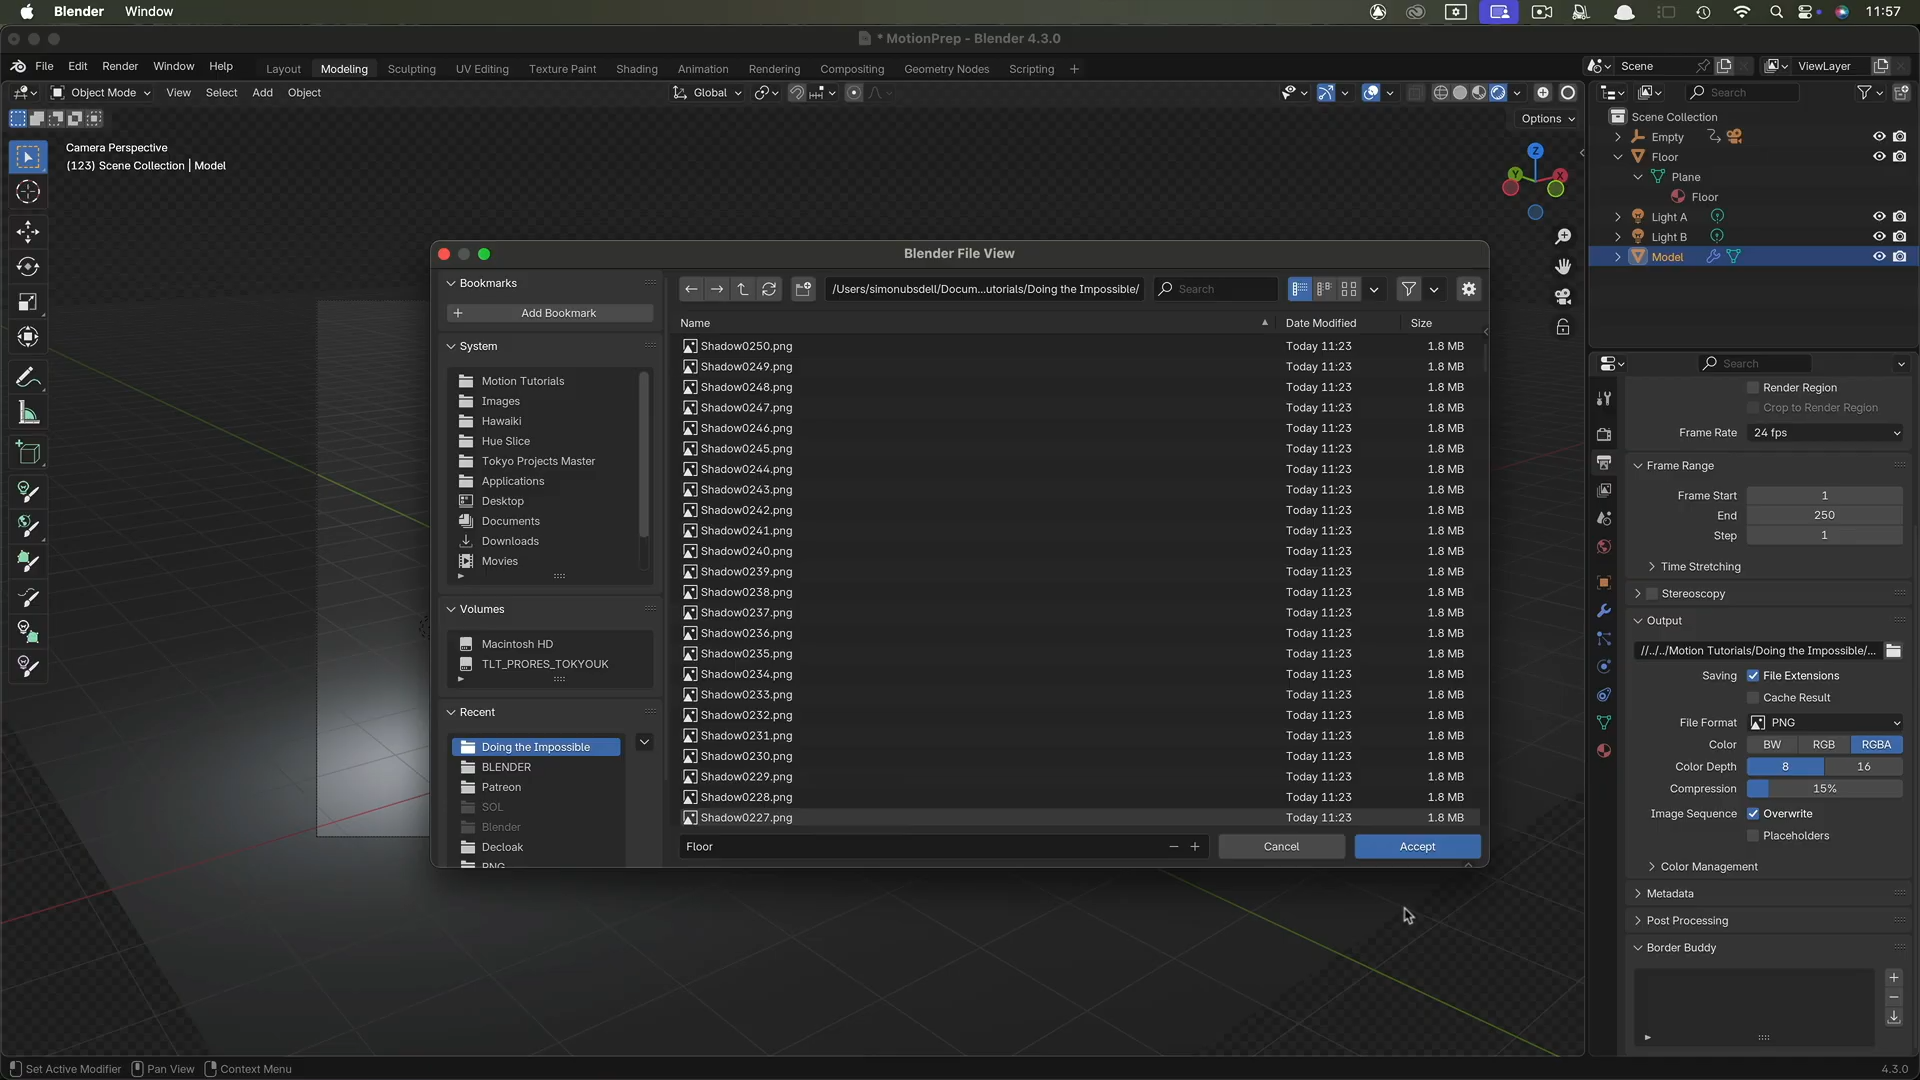 Blender Window 11:57
* MotionPrep - Blender 4.3.0
File Edit Render Window Help Layout Modeling Sculpting UV Editing Texture Paint Shading Animation Rendering Compositing Geometry Nodes Scripting + Scene ViewLayer
Object Mode View Select Add Object Global Search
Options
Camera Perspective
(123) Scene Collection | Model
Z
Y X
Scene Collection
Empty
Floor
Plane
Floor
Light A
Light B
Model
Blender File View
Bookmarks
+ Add Bookmark
System
Motion Tutorials
Images
Hawaiki
Hue Slice
Tokyo Projects Master
Applications
Desktop
Documents
Downloads
Movies
Volumes
Macintosh HD
TLT_PRORES_TOKYOUK
Recent
Doing the Impossible
BLENDER
Patreon
SOL
Blender
Decloak
PNG
/Users/simonubsdell/Docum...utorials/Doing the Impossible/ Search
Name Date Modified Size
Shadow0250.png Today 11:23 1.8 MB
Shadow0249.png Today 11:23 1.8 MB
Shadow0248.png Today 11:23 1.8 MB
Shadow0247.png Today 11:23 1.8 MB
Shadow0246.png Today 11:23 1.8 MB
Shadow0245.png Today 11:23 1.8 MB
Shadow0244.png Today 11:23 1.8 MB
Shadow0243.png Today 11:23 1.8 MB
Shadow0242.png Today 11:23 1.8 MB
Shadow0241.png Today 11:23 1.8 MB
Shadow0240.png Today 11:23 1.8 MB
Shadow0239.png Today 11:23 1.8 MB
Shadow0238.png Today 11:23 1.8 MB
Shadow0237.png Today 11:23 1.8 MB
Shadow0236.png Today 11:23 1.8 MB
Shadow0235.png Today 11:23 1.8 MB
Shadow0234.png Today 11:23 1.8 MB
Shadow0233.png Today 11:23 1.8 MB
Shadow0232.png Today 11:23 1.8 MB
Shadow0231.png Today 11:23 1.8 MB
Shadow0230.png Today 11:23 1.8 MB
Shadow0229.png Today 11:23 1.8 MB
Shadow0228.png Today 11:23 1.8 MB
Shadow0227.png Today 11:23 1.8 MB
Floor − + Cancel Accept
Search
Render Region
Crop to Render Region
Frame Rate 24 fps
Frame Range
Frame Start 1
End 250
Step 1
Time Stretching
Stereoscopy
Output
//../../Motion Tutorials/Doing the Impossible/...
Saving File Extensions
Cache Result
File Format PNG
Color BW RGB RGBA
Color Depth 8 16
Compression 15%
Image Sequence Overwrite
Placeholders
Color Management
Metadata
Post Processing
Border Buddy
Set Active Modifier Pan View Context Menu 4.3.0